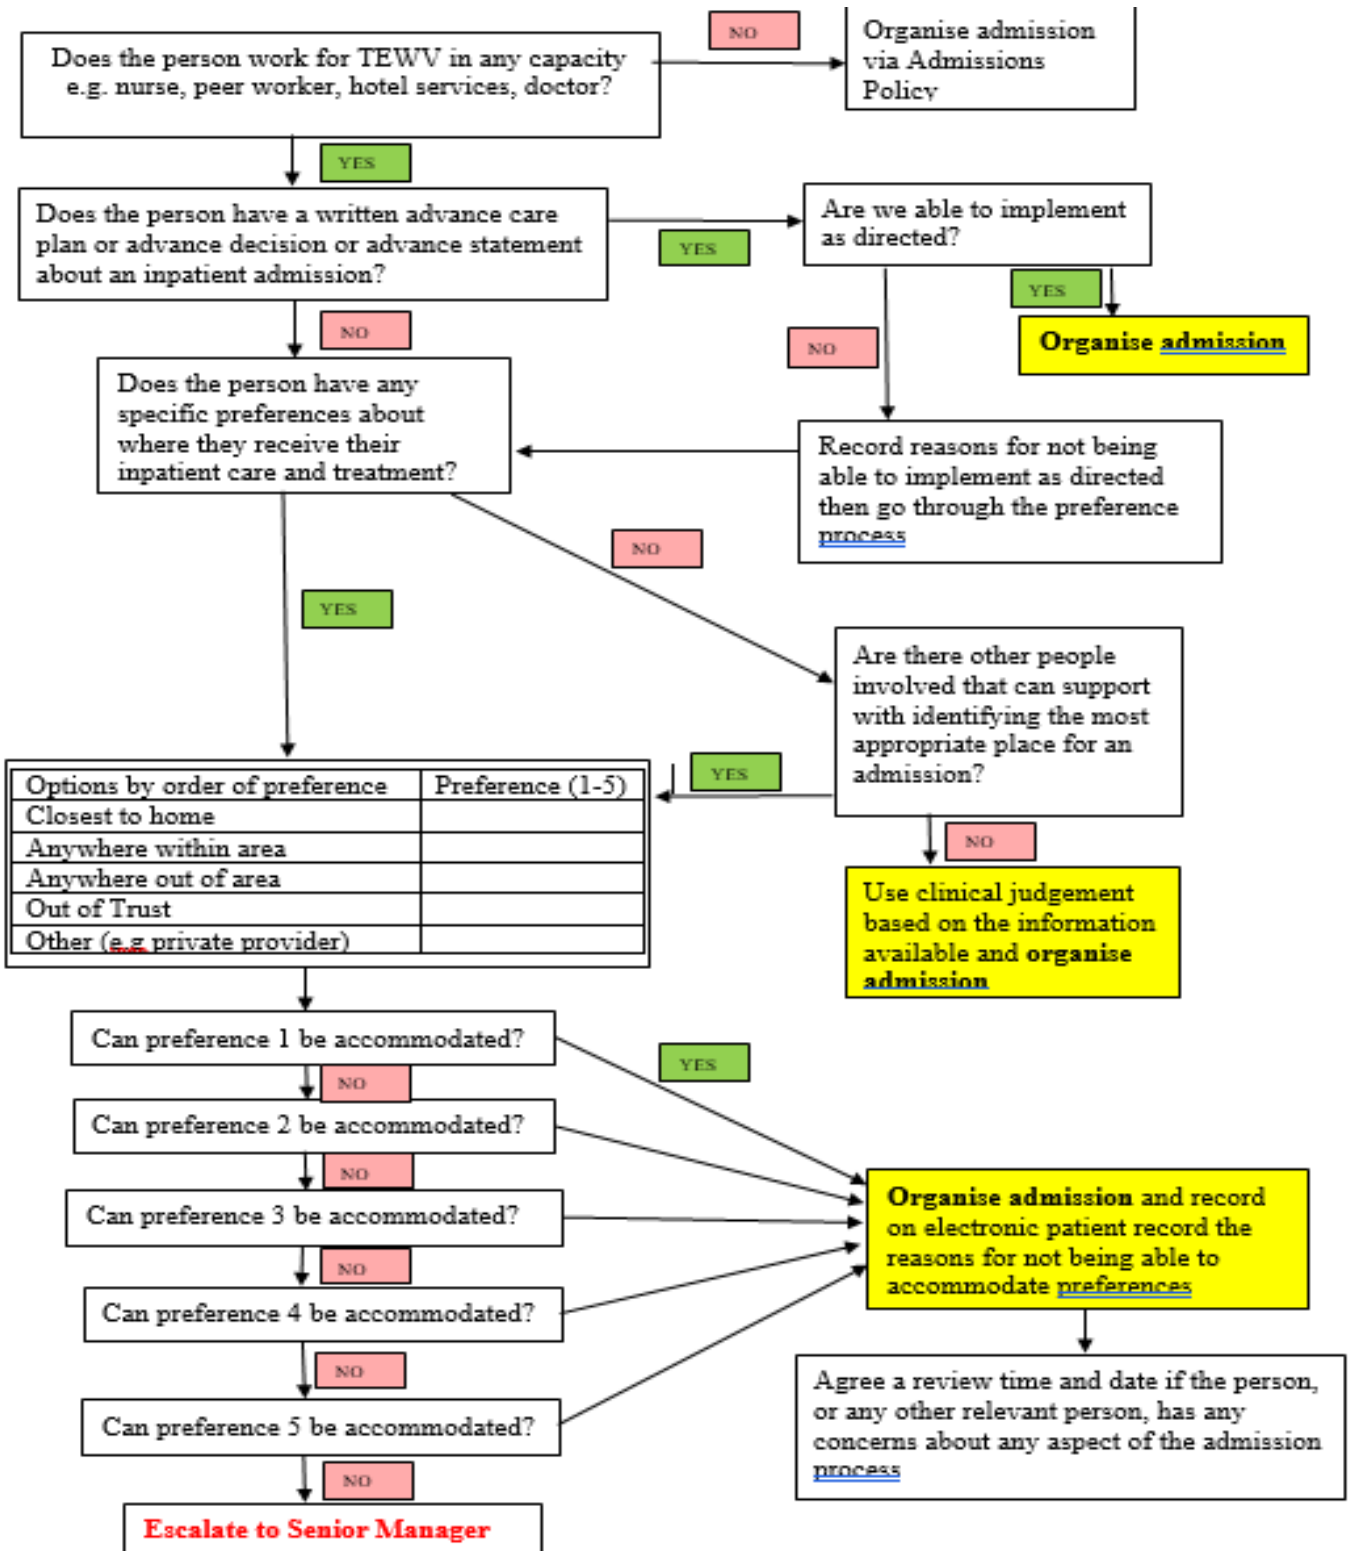 Does the person work for TEWV in any capacity
e.g. nurse, peer worker, hotel services, doctor?
NO
Organise admission
via Admissions
Policy
YES
Does the person have a written advance care
plan or advance decision or advance statement
about an inpatient admission?
YES
Are we able to implement
as directed?
YES
Organise admission
NO
NO
Does the person have any
specific preferences about
where they receive their
inpatient care and treatment?
Record reasons for not being
able to implement as directed
then go through the preference
process
NO
YES
Are there other people
involved that can support
with identifying the most
appropriate place for an
admission?
YES
NO
Use clinical judgement
based on the information
available and organise
admission
Options by order of preference Preference (1-5)
Closest to home
Anywhere within area
Anywhere out of area
Out of Trust
Other (e.g private provider)
Can preference 1 be accommodated?
YES
NO
Can preference 2 be accommodated?
NO
Can preference 3 be accommodated?
NO
Can preference 4 be accommodated?
NO
Can preference 5 be accommodated?
NO
Escalate to Senior Manager
Organise admission and record
on electronic patient record the
reasons for not being able to
accommodate preferences
Agree a review time and date if the person,
or any other relevant person, has any
concerns about any aspect of the admission
process